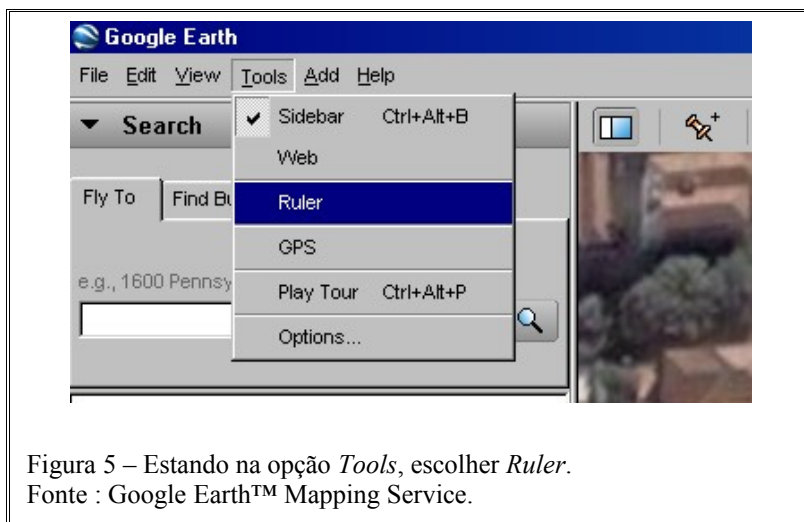 Google Earth
File Edit View Tools Add Help
Search
Sidebar Ctrl+Alt+B
Web
Fly To Find Bu
Ruler
GPS
e.g., 1600 Pennsy
Play Tour Ctrl+Alt+P
Options...
Figura 5 – Estando na opção Tools, escolher Ruler.
Fonte : Google Earth™ Mapping Service.